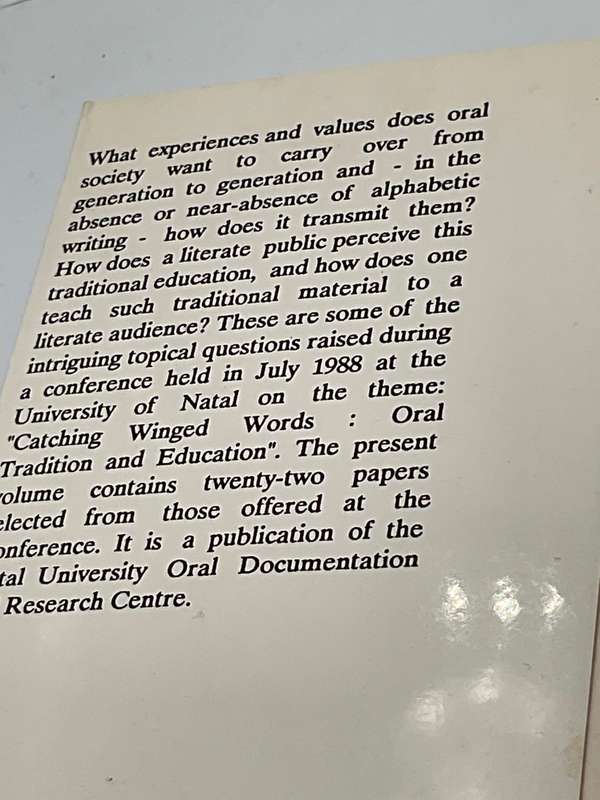 What experiences and values does oral
society want to carry over from
generation to generation and - in the
absence or near-absence of alphabetic
writing - how does it transmit them?
How does a literate public perceive this
traditional education, and how does one
teach such traditional material to a
literate audience? These are some of the
intriguing topical questions raised during
a conference held in July 1988 at the
University of Natal on the theme:
"Catching Winged Words : Oral
Tradition and Education". The present
volume contains twenty-two papers
elected from those offered at the
onference. It is a publication of the
tal University Oral Documentation
Research Centre.